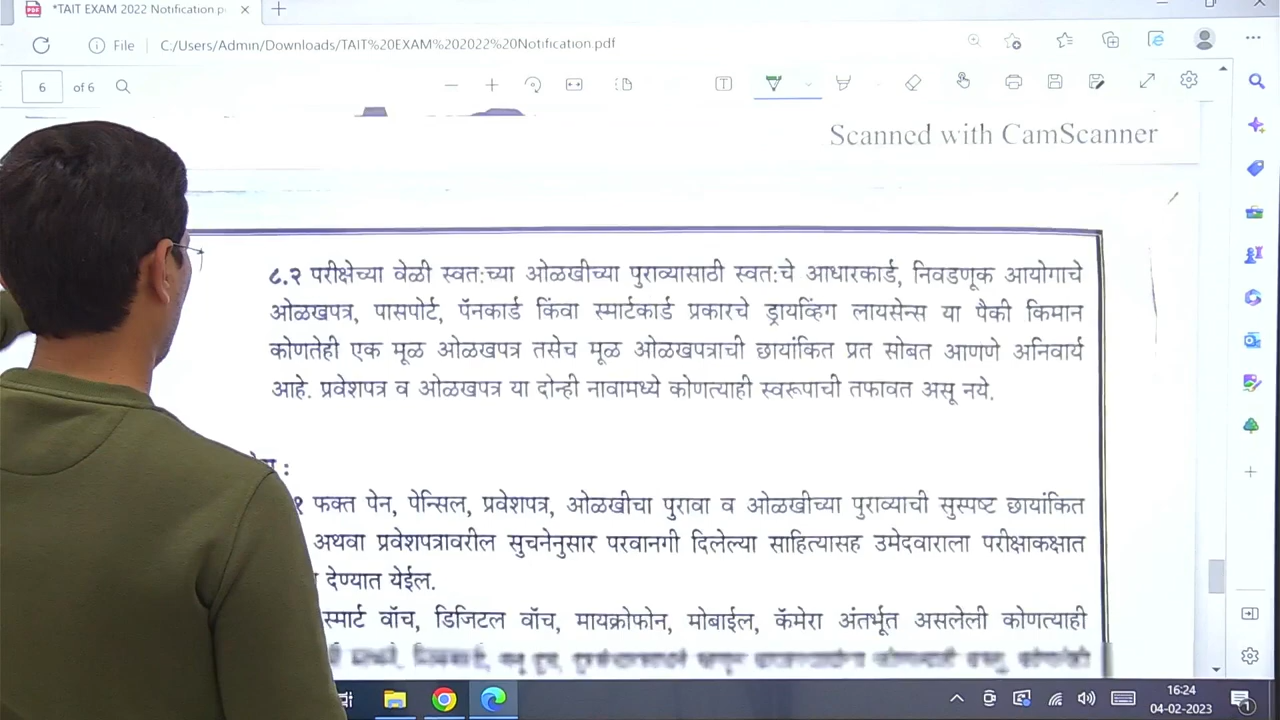 *TAIT EXAM 2022 Notification p
File
C:/Users/Admin/Downloads/TAIT%20EXAM%202022%20Notification.pdf
6 of 6
Scanned with CamScanner
८.२ परीक्षेच्या वेळी स्वतःच्या ओळखीच्या पुराव्यासाठी स्वतःचे आधारकार्ड, निवडणूक आयोगाचे
ओळखपत्र, पासपोर्ट, पॅनकार्ड किंवा स्मार्टकार्ड प्रकारचे ड्रायव्हिंग लायसेन्स या पैकी किमान
कोणतेही एक मूळ ओळखपत्र तसेच मूळ ओळखपत्राची छायांकित प्रत सोबत आणणे अनिवार्य
आहे. प्रवेशपत्र व ओळखपत्र या दोन्ही नावामध्ये कोणत्याही स्वरूपाची तफावत असू नये.
१ फक्त पेन, पेन्सिल, प्रवेशपत्र, ओळखीचा पुरावा व ओळखीच्या पुराव्याची सुस्पष्ट छायांकित
अथवा प्रवेशपत्रावरील सुचनेनुसार परवानगी दिलेल्या साहित्यासह उमेदवाराला परीक्षाकक्षात
देण्यात येईल.
स्मार्ट वॉच, डिजिटल वॉच, मायक्रोफोन, मोबाईल, कॅमेरा अंतर्भूत असलेली कोणत्याही
16:24
04-02-2023